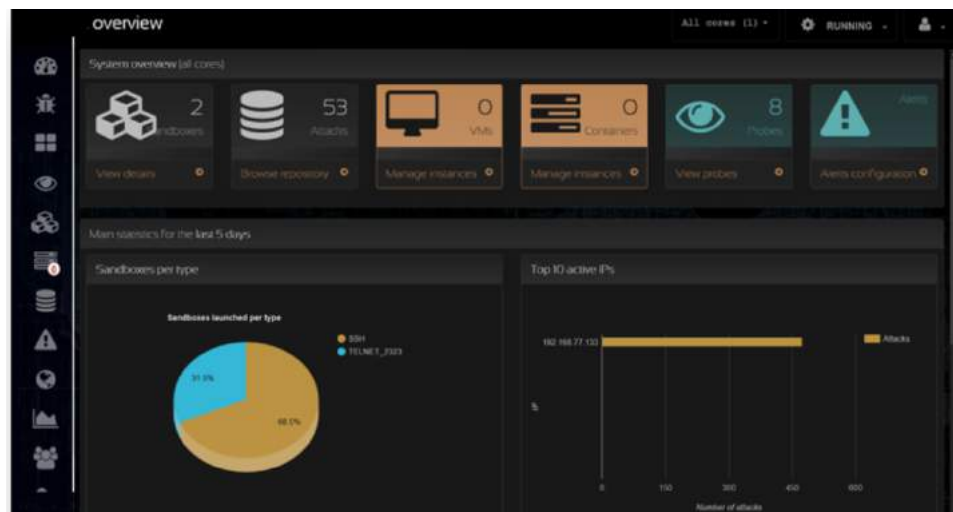 overview
All cores (1)
RUNNING
System overview (all cores)
2
53
0
0
8
Alerts
Sandboxes
Attacks
VMs
Containers
Probes
View details
Browse repository
Manage instances
Manage instances
View probes
Alerts configuration
Main statistics for the last 5 days
Sandboxes per type
Top 10 active IPs
Sandboxes launched per type
SSH
TELNET_2323
31.5%
68.5%
192.168.77.133
Attacks
IP
0
150
300
450
600
Number of attacks